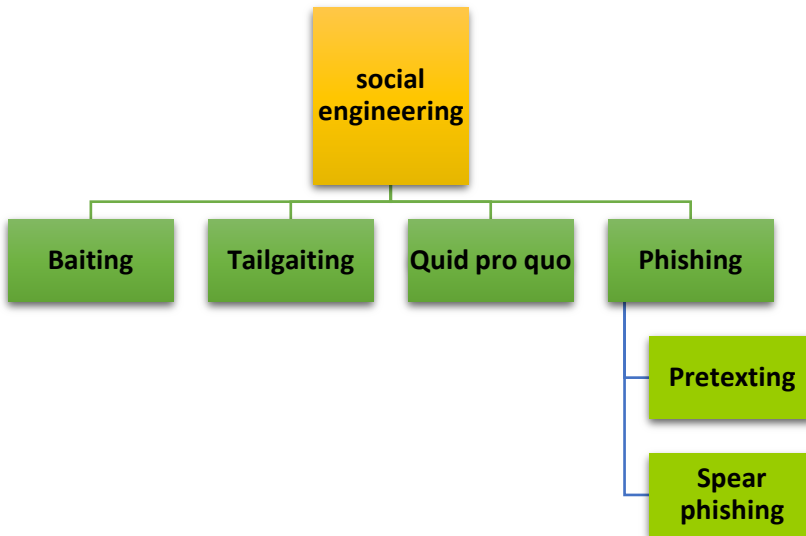 social
engineering
Baiting
Tailgaiting
Quid pro quo
Phishing
Pretexting
Spear
phishing